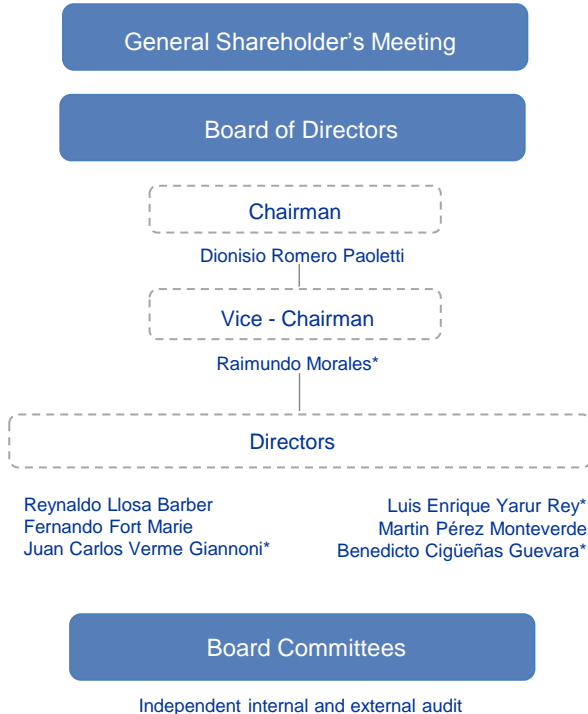 General Shareholder’s Meeting
Board of Directors
Chairman
Dionisio Romero Paoletti
Vice - Chairman
Raimundo Morales*
Directors
Reynaldo Llosa Barber
Fernando Fort Marie
Juan Carlos Verme Giannoni*
Luis Enrique Yarur Rey*
Martin Pérez Monteverde
Benedicto Cigüeñas Guevara*
Board Committees
Independent internal and external audit